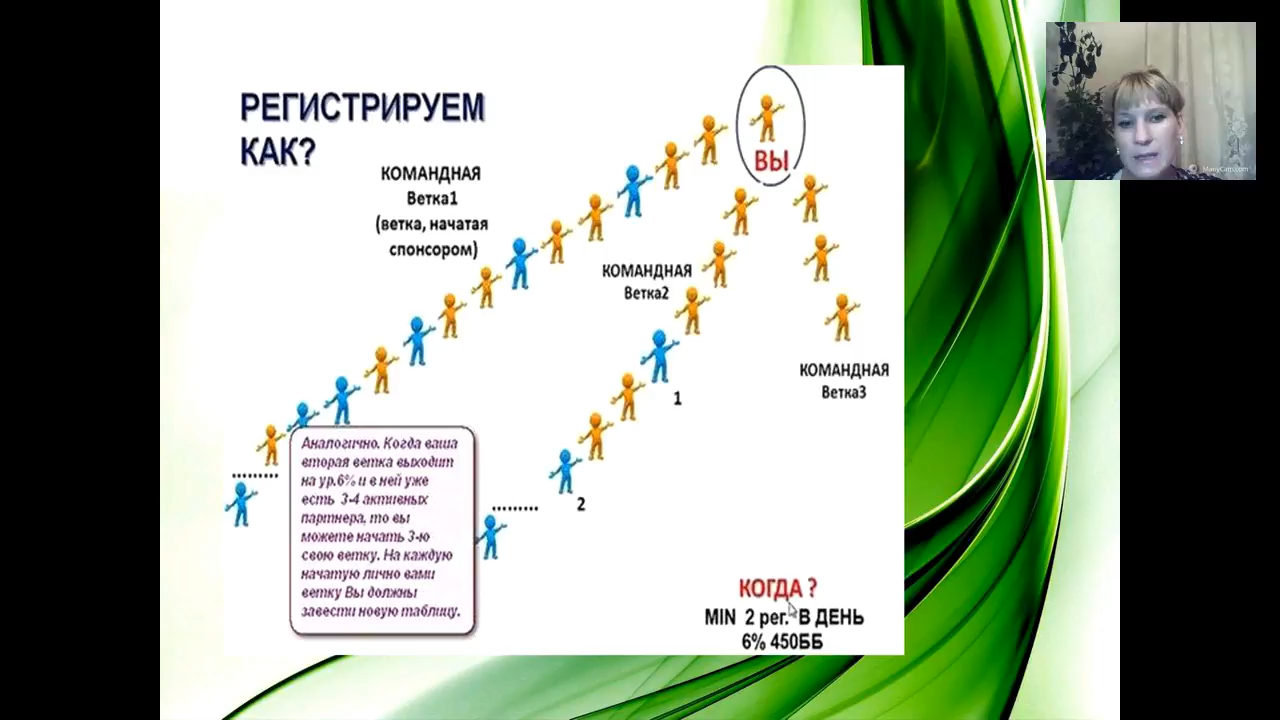 РЕГИСТРИРУЕМ
КАК?
КОМАНДНАЯ
Ветка1
(ветка, начатая
спонсором)
ВЫ
КОМАНДНАЯ
Ветка2
КОМАНДНАЯ
Ветка3
1
2
.........
.........
Аналогично. Когда ваша
вторая ветка выходит
на ур.6% и в ней уже
есть 3-4 активных
партнера, то вы
можете начать 3-ю
свою ветку. На каждую
начатую лично вами
ветку Вы должны
завести новую таблицу.
КОГДА ?
MIN 2 рег. В ДЕНЬ
6% 450ББ
ManyCam.com